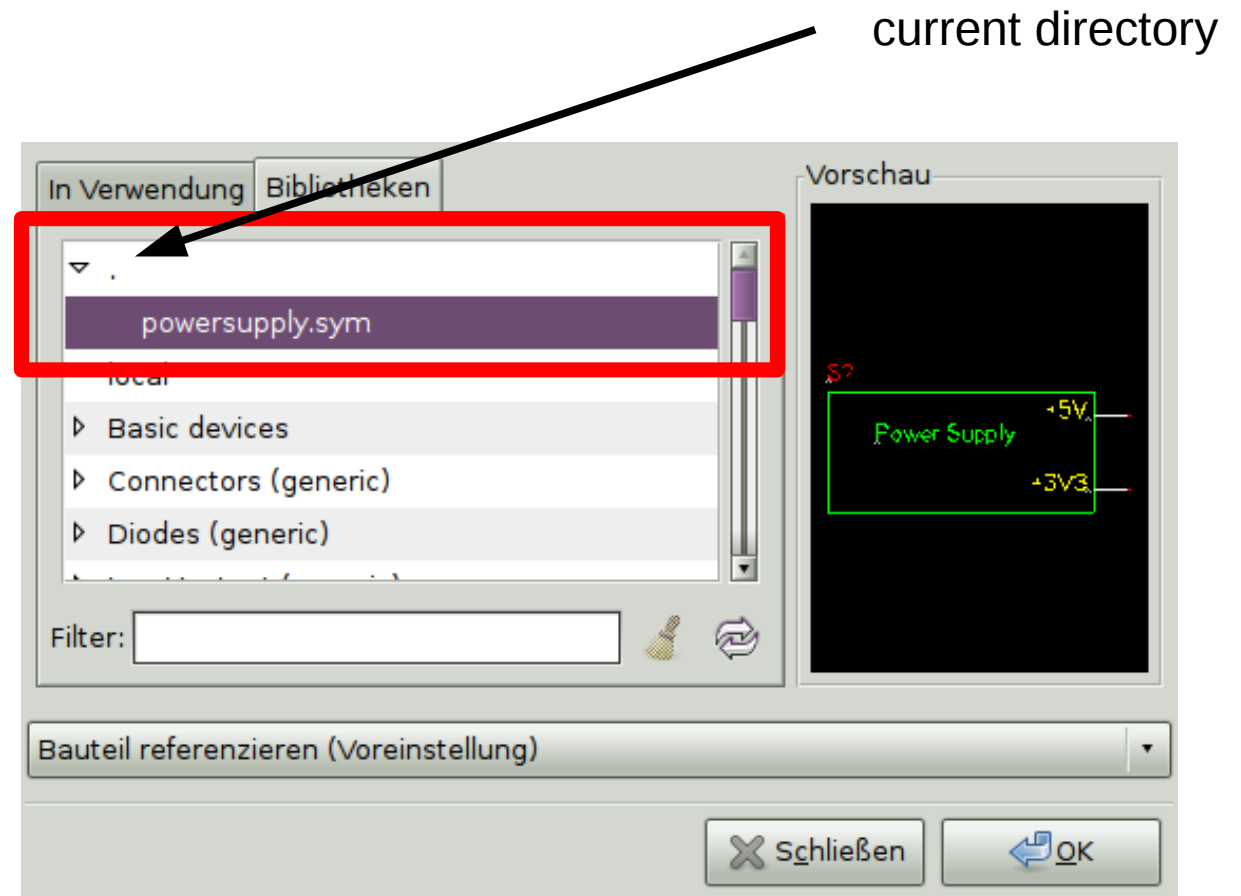 current directory
In Verwendung
Bibliotheken
.
powersupply.sym
local
Basic devices
Connectors (generic)
Diodes (generic)
Filter:
Vorschau
S?
+5V
Power Supply
+3V3
Bauteil referenzieren (Voreinstellung)
Schließen
OK